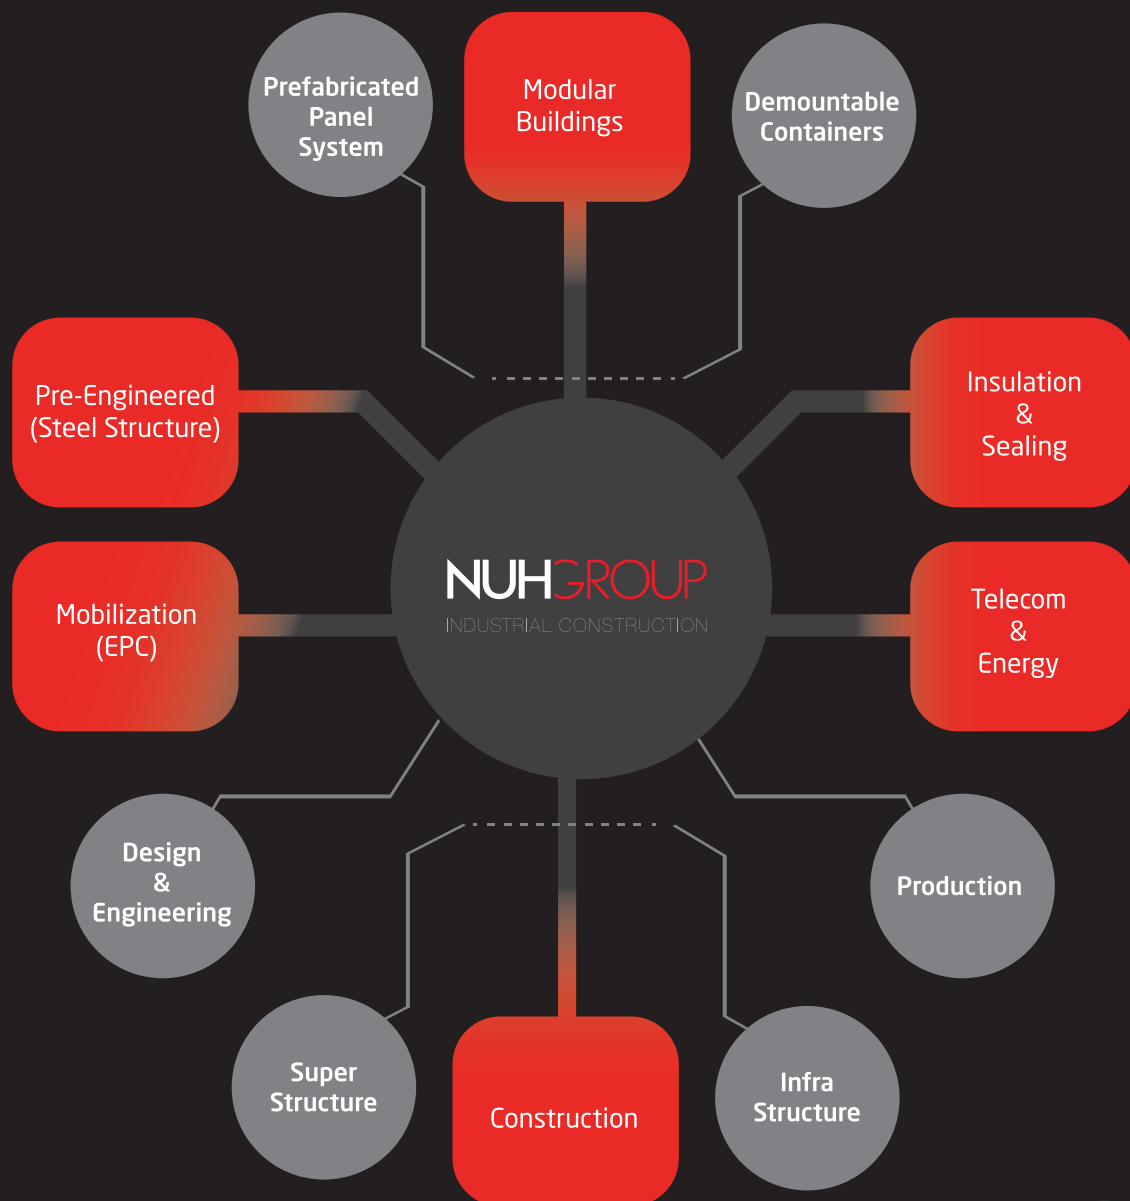 Prefabricated
Panel
System
Modular
Buildings
Demountable
Containers
Pre-Engineered
(Steel Structure)
Insulation
&
Sealing
NUHGROUP
INDUSTRIAL CONSTRUCTION
Mobilization
(EPC)
Telecom
&
Energy
Design
&
Engineering
Production
Super
Structure
Construction
Infra
Structure